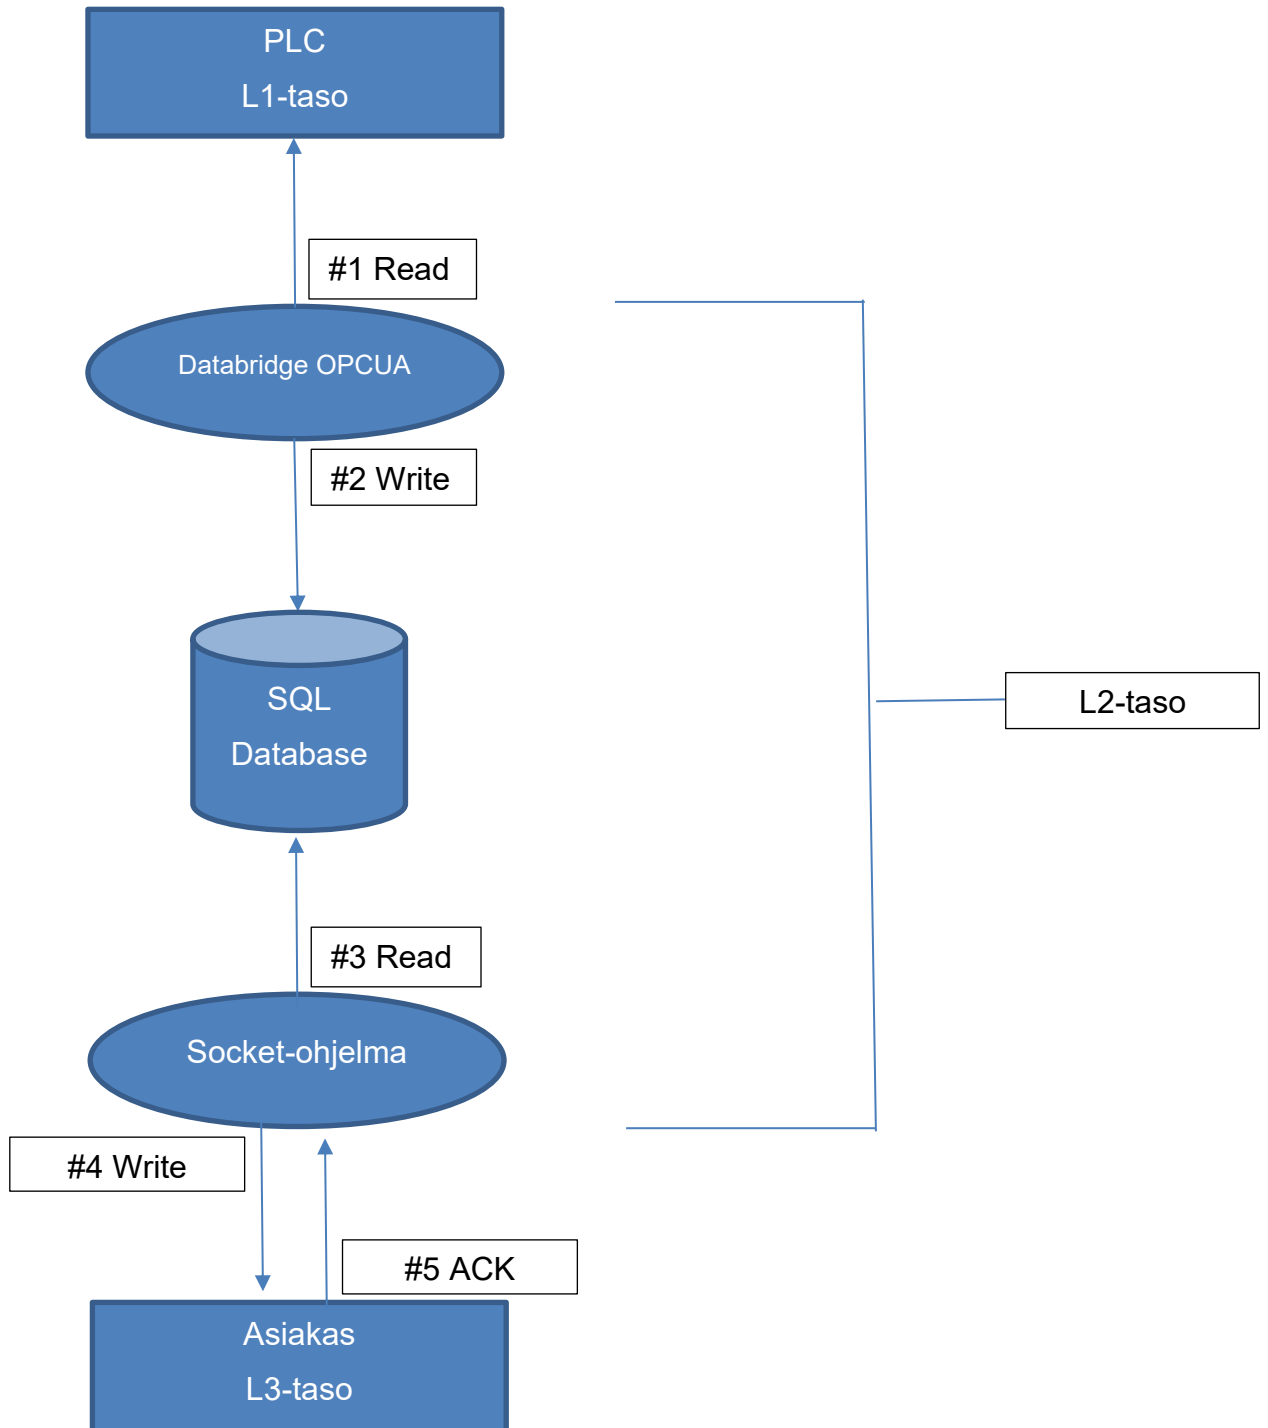 PLC
L1-taso
#1 Read
Databridge OPCUA
#2 Write
SQL
Database
L2-taso
#3 Read
Socket-ohjelma
#4 Write
#5 ACK
Asiakas
L3-taso